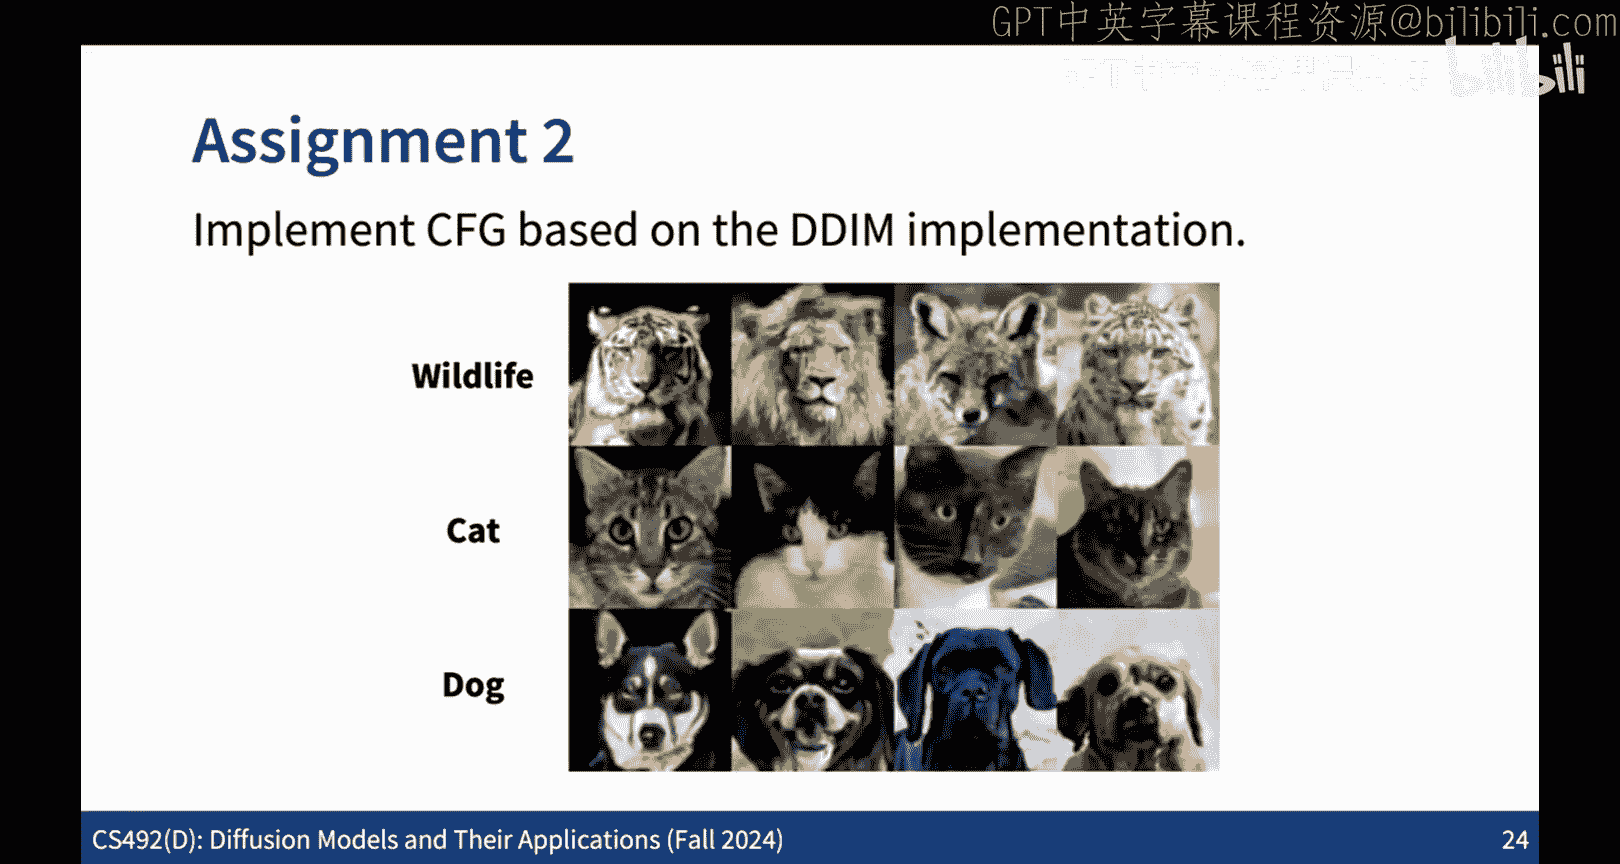 GPT中英字幕课程资源@bilibili.com
bilibili
Assignment 2
Implement CFG based on the DDIM implementation.
Wildlife
Cat
Dog
CS492(D): Diffusion Models and Their Applications (Fall 2024)
24